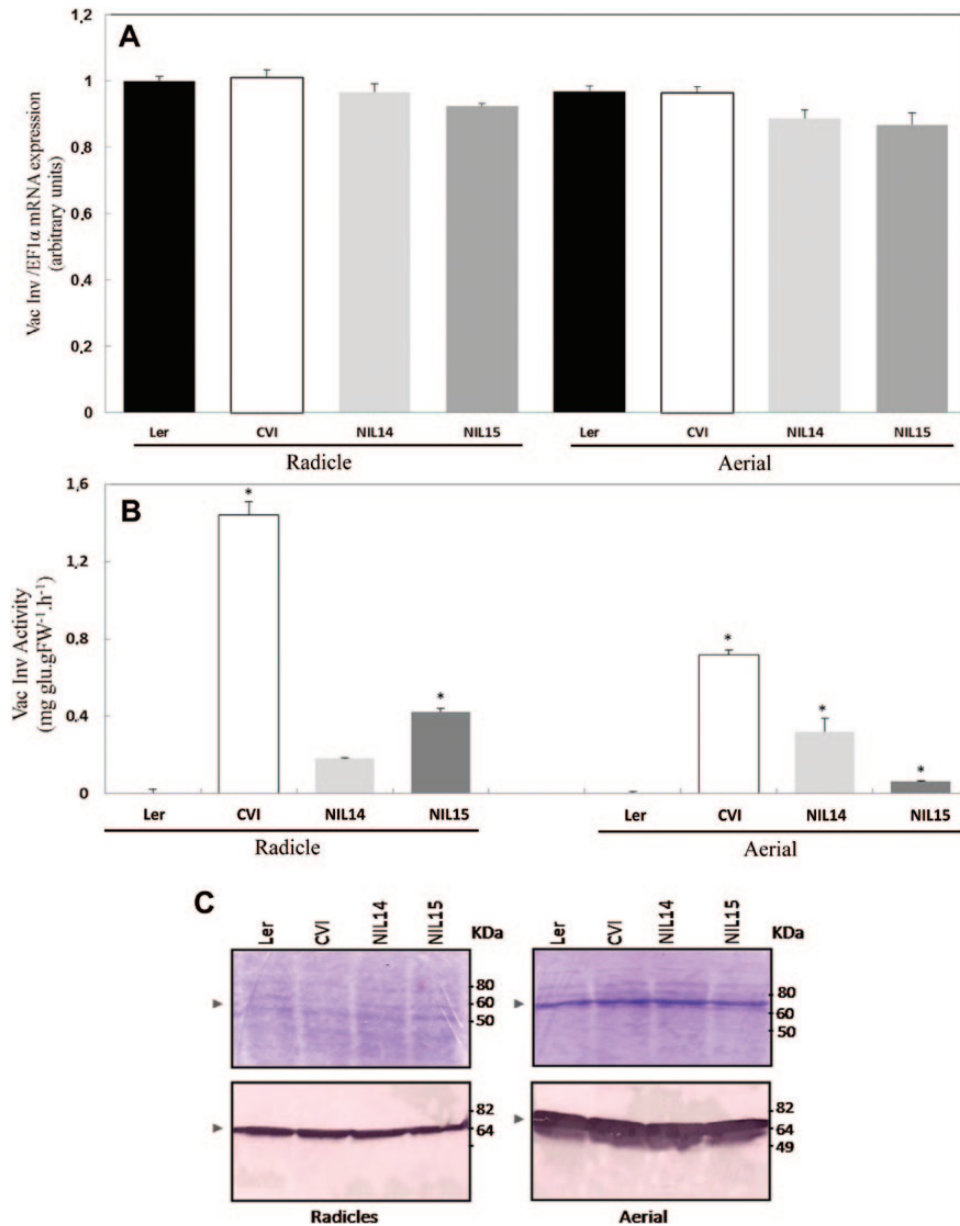 A
Vac Inv /EF1α mRNA expression
(arbitrary units)
1,2
1
0,8
0,6
0,4
0,2
0
Ler CVI NIL14 NIL15 Ler CVI NIL14 NIL15
Radicle Aerial
B
Vac Inv Activity
(mg glu.gFW⁻¹.h⁻¹)
1,6
1,2
0,8
0,4
0
* * * * *
Ler CVI NIL14 NIL15 Ler CVI NIL14 NIL15
Radicle Aerial
C
Ler CVI NIL14 NIL15 KDa Ler CVI NIL14 NIL15 KDa
80 80
60 60
50 50
82 82
64 64
49
Radicles Aerial